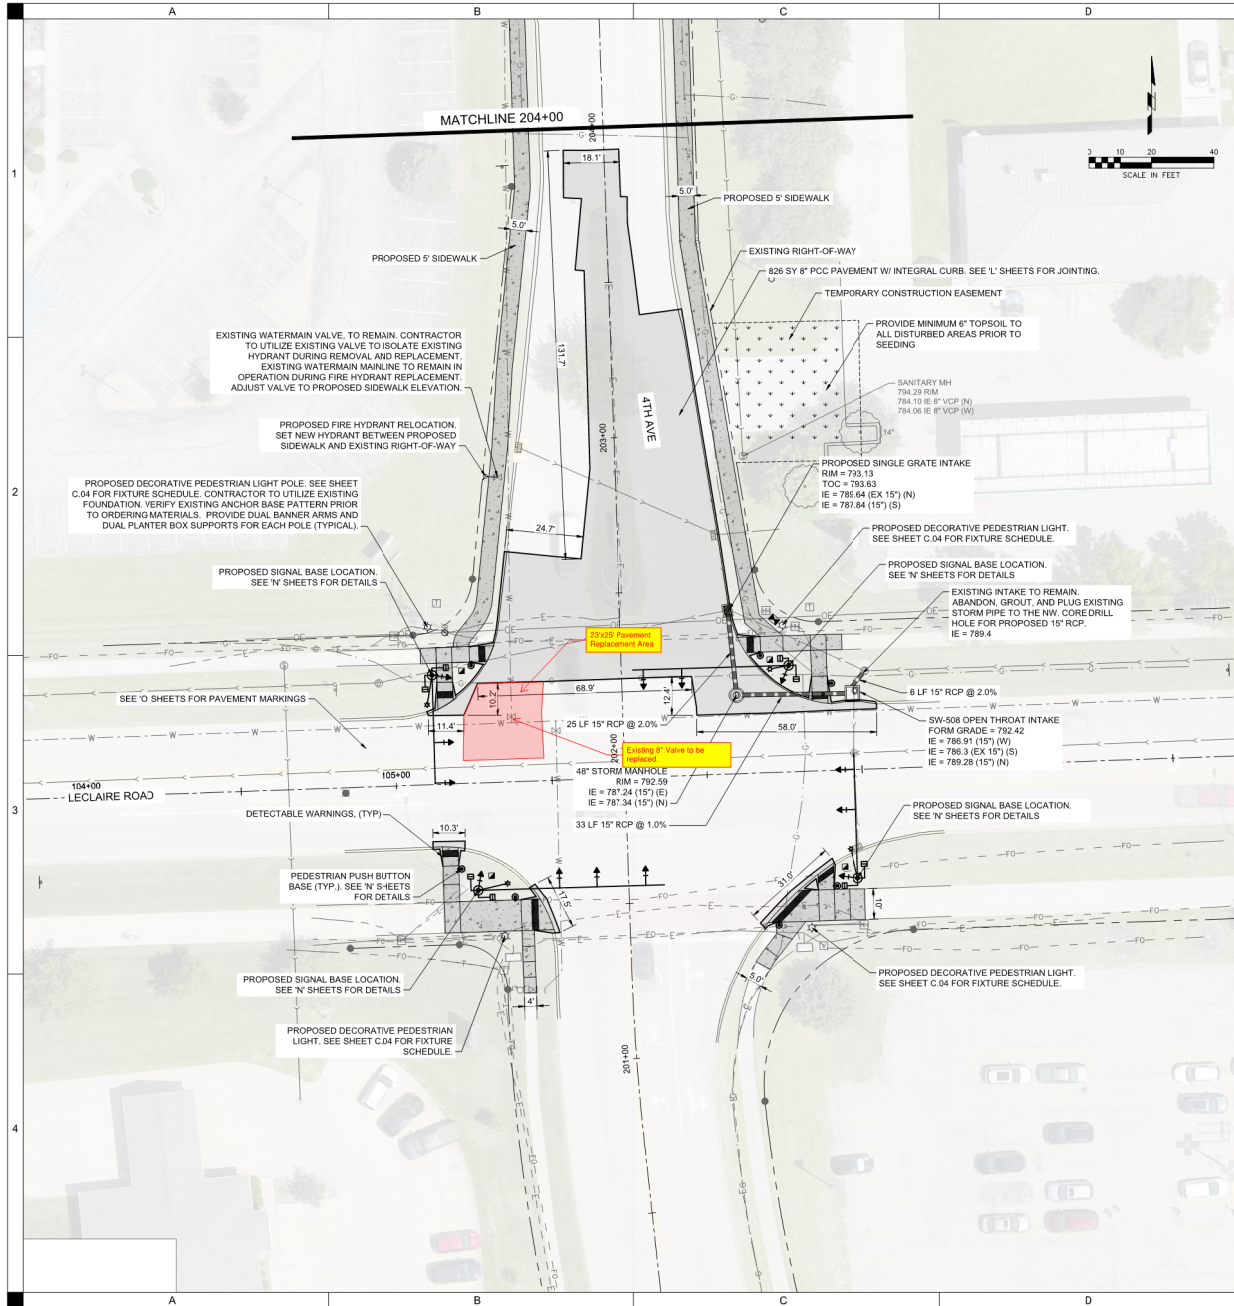 A
B
C
D
1
2
3
4
MATCHLINE 204+00
204+00
18.1'
5.0'
PROPOSED 5' SIDEWALK
0 10 20 40
SCALE IN FEET
5.0'
PROPOSED 5' SIDEWALK
EXISTING RIGHT-OF-WAY
826 SY 8" PCC PAVEMENT W/ INTEGRAL CURB. SEE 'L' SHEETS FOR JOINTING.
TEMPORARY CONSTRUCTION EASEMENT
PROVIDE MINIMUM 6" TOPSOIL TO
ALL DISTURBED AREAS PRIOR TO
SEEDING
EXISTING WATERMAIN VALVE, TO REMAIN. CONTRACTOR
TO UTILIZE EXISTING VALVE TO ISOLATE EXISTING
HYDRANT DURING REMOVAL AND REPLACEMENT.
EXISTING WATERMAIN MAINLINE TO REMAIN IN
OPERATION DURING FIRE HYDRANT REPLACEMENT.
ADJUST VALVE TO PROPOSED SIDEWALK ELEVATION.
131.7'
4TH AVE
203+00
SANITARY MH
794.29 RIM
784.10 IE 8" VCP (N)
784.06 IE 8" VCP (W)
14"
PROPOSED FIRE HYDRANT RELOCATION.
SET NEW HYDRANT BETWEEN PROPOSED
SIDEWALK AND EXISTING RIGHT-OF-WAY
PROPOSED SINGLE GRATE INTAKE
RIM = 793.13
TOC = 793.63
IE = 789.64 (EX 15") (N)
IE = 787.84 (15") (S)
PROPOSED DECORATIVE PEDESTRIAN LIGHT POLE. SEE SHEET
C.04 FOR FIXTURE SCHEDULE. CONTRACTOR TO UTILIZE EXISTING
FOUNDATION. VERIFY EXISTING ANCHOR BASE PATTERN PRIOR
TO ORDERING MATERIALS. PROVIDE DUAL BANNER ARMS AND
DUAL PLANTER BOX SUPPORTS FOR EACH POLE (TYPICAL).
24.7'
PROPOSED DECORATIVE PEDESTRIAN LIGHT.
SEE SHEET C.04 FOR FIXTURE SCHEDULE.
PROPOSED SIGNAL BASE LOCATION.
SEE 'N' SHEETS FOR DETAILS
PROPOSED SIGNAL BASE LOCATION.
SEE 'N' SHEETS FOR DETAILS
EXISTING INTAKE TO REMAIN.
ABANDON, GROUT, AND PLUG EXISTING
STORM PIPE TO THE NW. CORE DRILL
HOLE FOR PROPOSED 15" RCP.
IE = 789.4
23'x25' Pavement
Replacement Area
SEE 'O' SHEETS FOR PAVEMENT MARKINGS
68.9'
10.2'
12.4'
11.4'
58.0'
25 LF 15" RCP @ 2.0%
6 LF 15" RCP @ 2.0%
SW-508 OPEN THROAT INTAKE
FORM GRADE = 792.42
IE = 786.91 (15") (W)
IE = 786.3 (EX 15") (S)
IE = 789.28 (15") (N)
202+00
Existing 8" Valve to be
replaced.
48" STORM MANHOLE
RIM = 792.59
IE = 787.24 (15") (E)
IE = 787.34 (15") (N)
33 LF 15" RCP @ 1.0%
104+00
105+00
LECLAIRE ROAD
DETECTABLE WARNINGS, (TYP)
10.3'
PROPOSED SIGNAL BASE LOCATION.
SEE 'N' SHEETS FOR DETAILS
PEDESTRIAN PUSH BUTTON
BASE (TYP.). SEE 'N' SHEETS
FOR DETAILS
17.5'
31.0'
10'
PROPOSED SIGNAL BASE LOCATION.
SEE 'N' SHEETS FOR DETAILS
4'
5.0'
PROPOSED DECORATIVE PEDESTRIAN LIGHT.
SEE SHEET C.04 FOR FIXTURE SCHEDULE.
PROPOSED DECORATIVE PEDESTRIAN
LIGHT. SEE SHEET C.04 FOR FIXTURE
SCHEDULE.
201+00
A
B
C
D